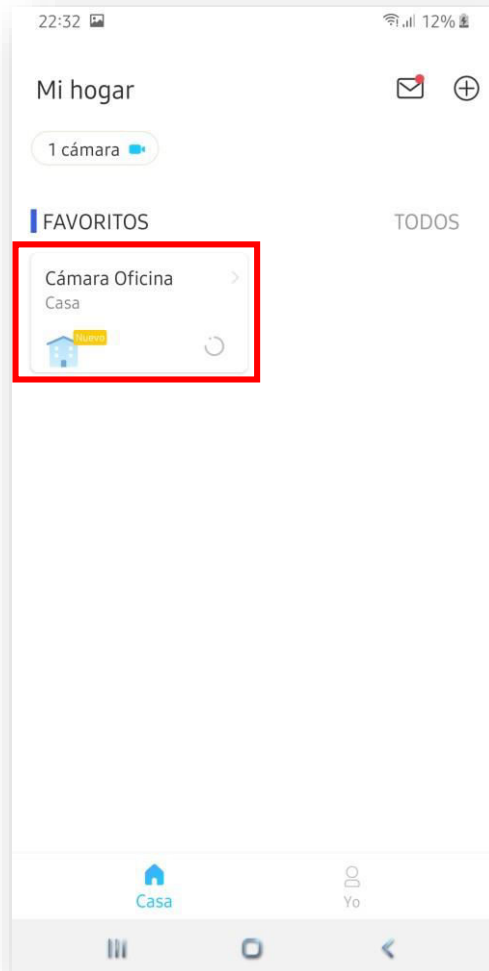 22:32 12%
Mi hogar
1 cámara
FAVORITOS TODOS
Cámara Oficina
Casa
Nuevo
Casa Yo